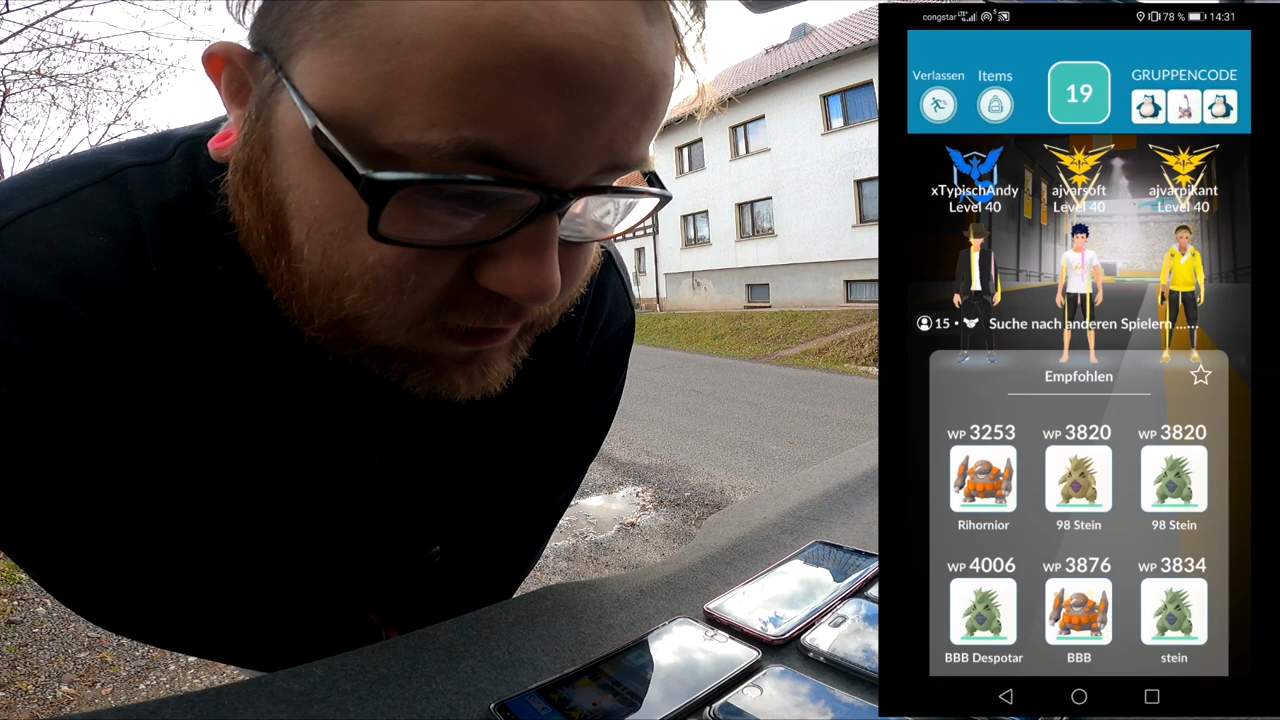 congstar LTE 5 78 % 14:31
Verlassen Items 19 GRUPPENCODE
xTypischAndy ajvarsoft ajvarpikant
Level 40 Level 40 Level 40
15 • Suche nach anderen Spielern ......
Empfohlen
WP 3253 WP 3820 WP 3820
Rihornior 98 Stein 98 Stein
WP 4006 WP 3876 WP 3834
BBB Despotar BBB stein